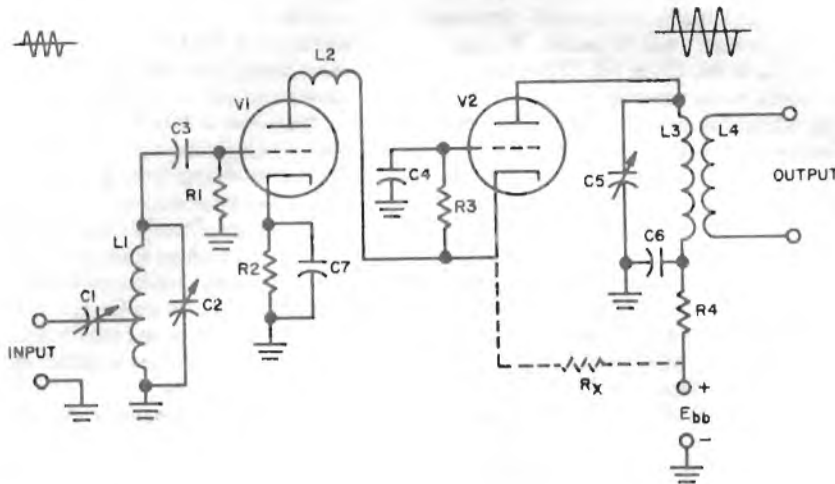 L2
V1
V2
C3
L3
L4
C4
R1
C5
R3
OUTPUT
L1
C6
R2
C7
C1
C2
R4
INPUT
Rx
+
Ebb
-